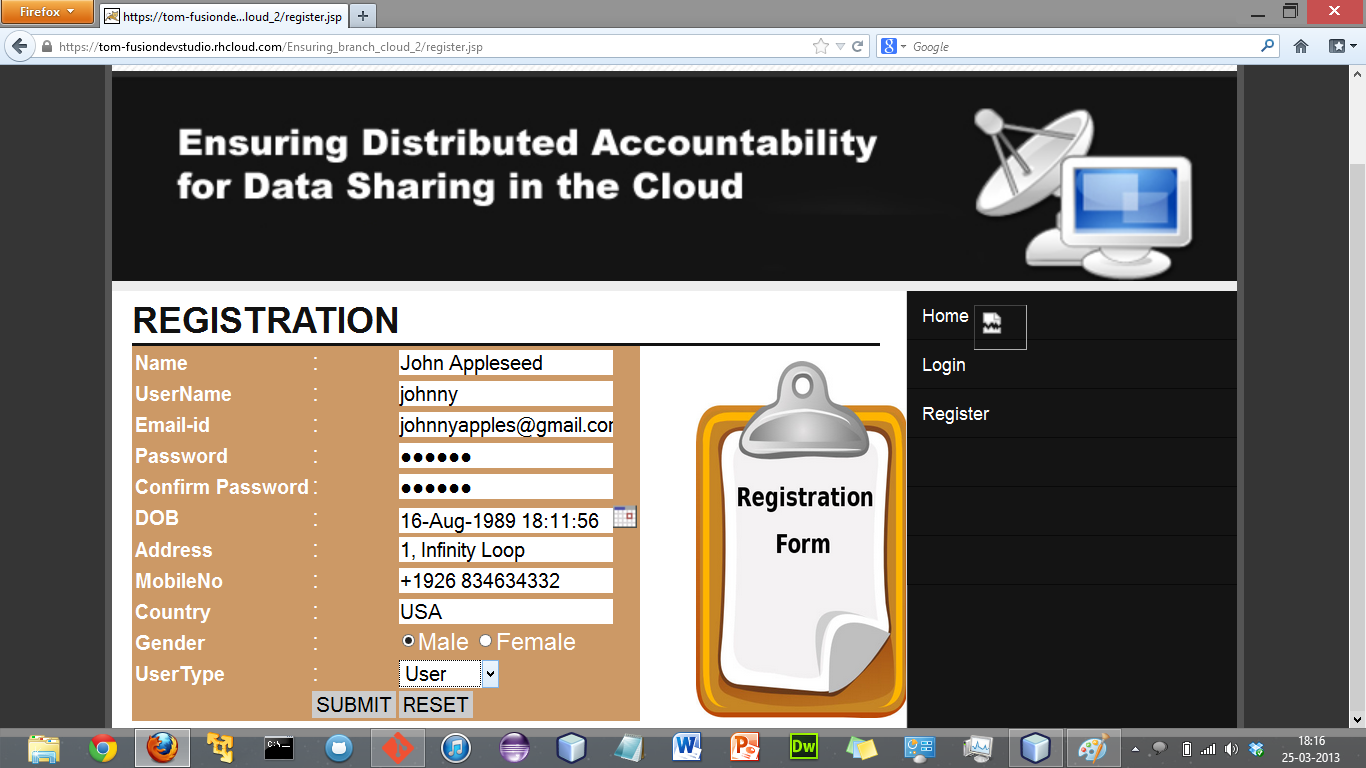 Firefox
https://tom-fusionde...loud_2/register.jsp
https://tom-fusiondevstudio.rhcloud.com/Ensuring_branch_cloud_2/register.jsp
Google
Ensuring Distributed Accountability
for Data Sharing in the Cloud
REGISTRATION
Name : John Appleseed
UserName : johnny
Email-id : johnnyapples@gmail.com
Password : ●●●●●●
Confirm Password : ●●●●●●
DOB : 16-Aug-1989 18:11:56
Address : 1, Infinity Loop
MobileNo : +1926 834634332
Country : USA
Gender : Male Female
UserType : User
SUBMIT RESET
Registration
Form
Home
Login
Register
C:\_
Dw
18:16
25-03-2013